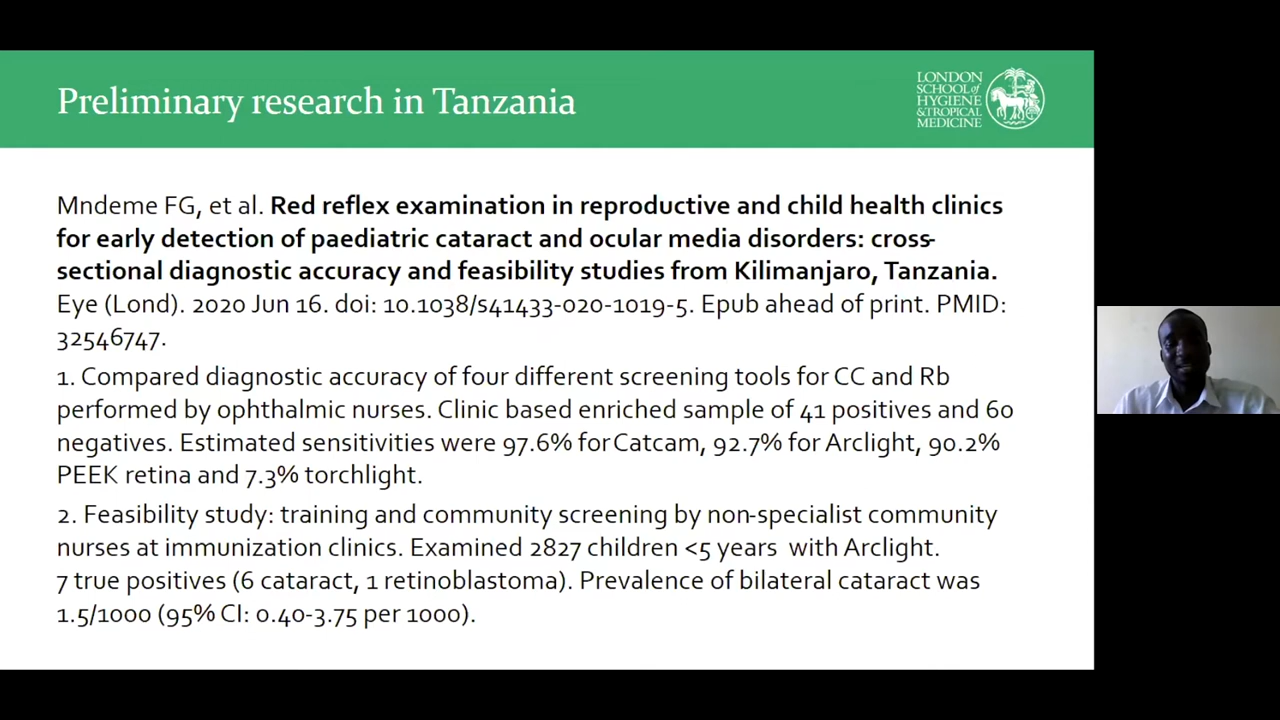 Preliminary research in Tanzania
LONDON
SCHOOL of
HYGIENE
& TROPICAL
MEDICINE
Mndeme FG, et al. Red reflex examination in reproductive and child health clinics
for early detection of paediatric cataract and ocular media disorders: cross-
sectional diagnostic accuracy and feasibility studies from Kilimanjaro, Tanzania.
Eye (Lond). 2020 Jun 16. doi: 10.1038/s41433-020-1019-5. Epub ahead of print. PMID:
32546747.
1. Compared diagnostic accuracy of four different screening tools for CC and Rb
performed by ophthalmic nurses. Clinic based enriched sample of 41 positives and 60
negatives. Estimated sensitivities were 97.6% for Catcam, 92.7% for Arclight, 90.2%
PEEK retina and 7.3% torchlight.
2. Feasibility study: training and community screening by non-specialist community
nurses at immunization clinics. Examined 2827 children <5 years with Arclight.
7 true positives (6 cataract, 1 retinoblastoma). Prevalence of bilateral cataract was
1.5/1000 (95% CI: 0.40-3.75 per 1000).